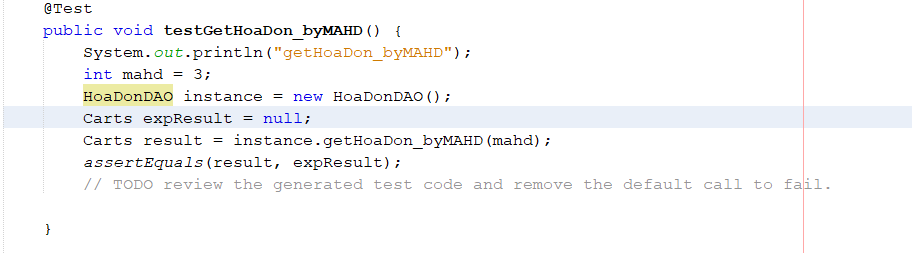 @Test
public void testGetHoaDon_byMAHD() {
System.out.println("getHoaDon_byMAHD");
int mahd = 3;
HoaDonDAO instance = new HoaDonDAO();
Carts expResult = null;
Carts result = instance.getHoaDon_byMAHD(mahd);
assertEquals(result, expResult);
// TODO review the generated test code and remove the default call to fail.
}